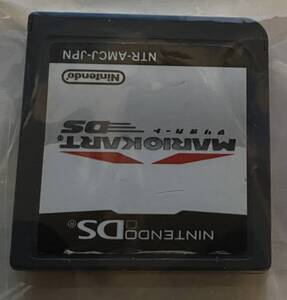 NINTENDO DS®
MARIOKART®
マリオカート
DS
Nintendo
NTR-AMCJ-JPN